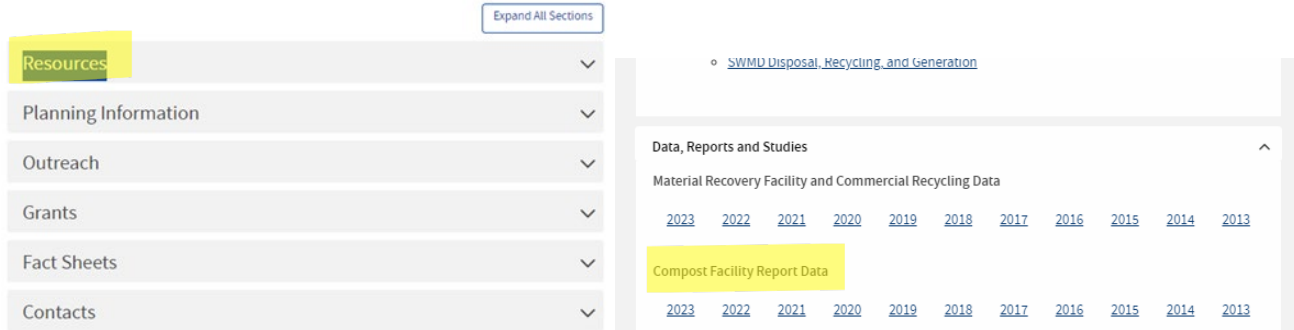 Expand All Sections
Resources
Planning Information
Outreach
Grants
Fact Sheets
Contacts
SWMD Disposal, Recycling, and Generation
Data, Reports and Studies
Material Recovery Facility and Commercial Recycling Data
2023 2022 2021 2020 2019 2018 2017 2016 2015 2014 2013
Compost Facility Report Data
2023 2022 2021 2020 2019 2018 2017 2016 2015 2014 2013